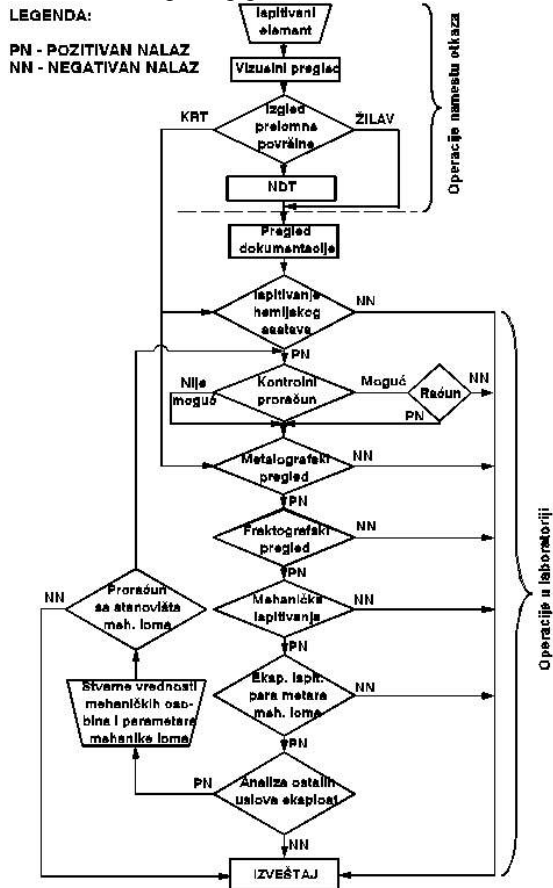 LEGENDA:
PN - POZITIVAN NALAZ
NN - NEGATIVAN NALAZ
Ispitivani
element
Vizualni pregled
Izgled
prelomne
površine
KRT
ŽILAV
NDT
Operacije na mestu otkaza
Pregled
dokumentacije
Ispitivanje
hemijskog
sastava
NN
PN
Nije
moguć
Kontrolni
proračun
Moguć
Račun
NN
PN
Metalografski
pregled
NN
PN
Fraktografski
pregled
NN
PN
Mehanička
ispitivanja
NN
PN
Eksp. ispit.
parametara
meh. loma
NN
PN
Analiza ostalih
uslova eksploat.
PN
NN
Stvarne vrednosti
mehaničkih oso-
bina i parametara
mehanike loma
Proračun
sa stanovišta
meh. loma
NN
IZVEŠTAJ
Operacije u laboratoriji